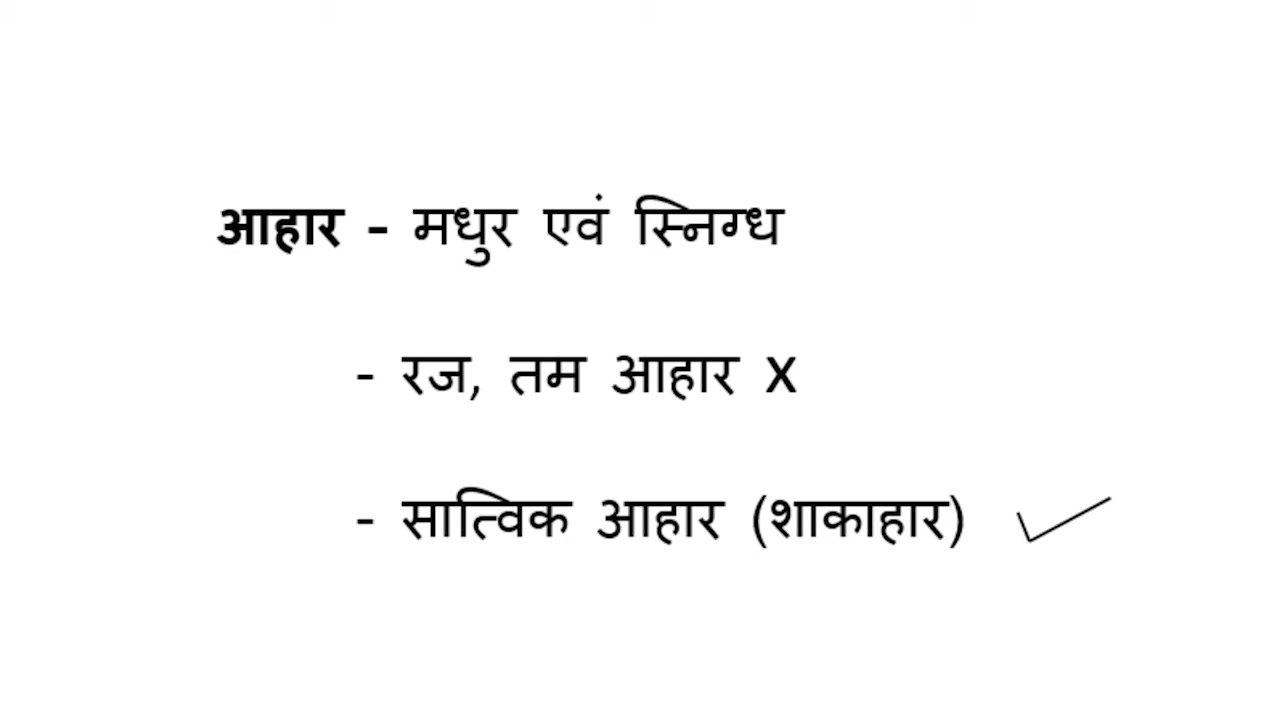 आहार - मधुर एवं स्निग्ध
- रज, तम आहार X
- सात्विक आहार (शाकाहार) ✓